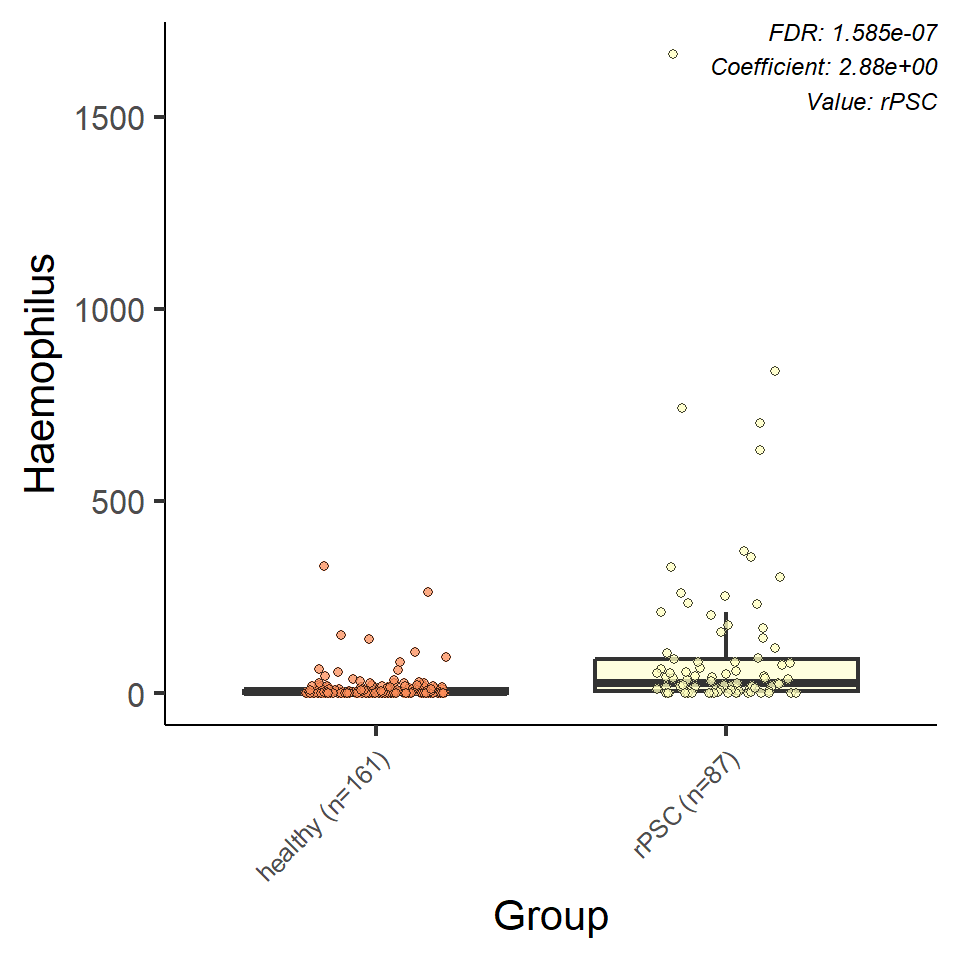 FDR: 1.585e-07
Coefficient: 2.88e+00
Value: rPSC
Haemophilus
1500
1000
500
0
healthy (n=161)
rPSC (n=87)
Group